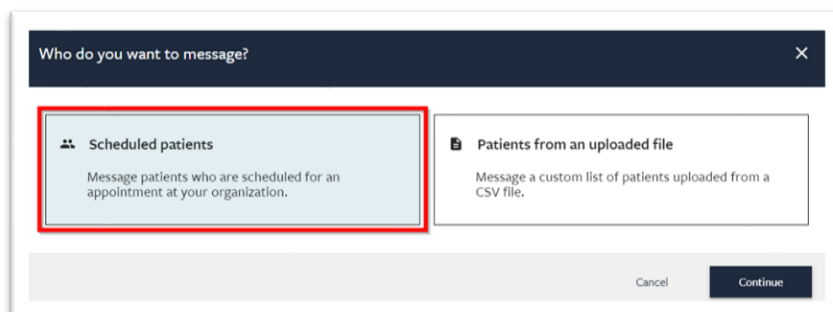 Who do you want to message?
Scheduled patients
Message patients who are scheduled for an
appointment at your organization.
Patients from an uploaded file
Message a custom list of patients uploaded from a
CSV file.
Cancel
Continue